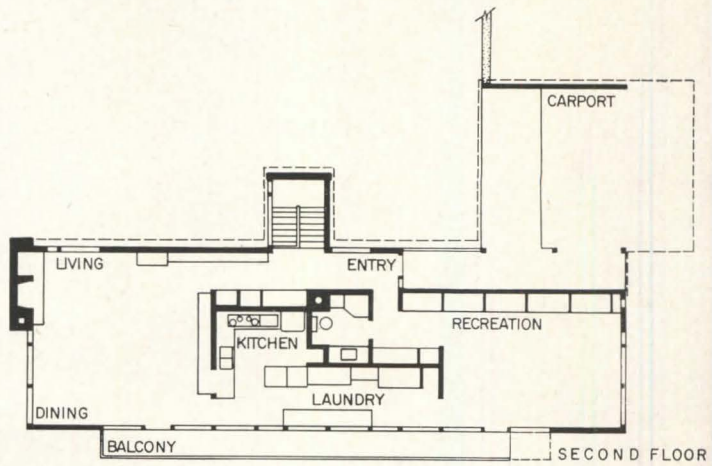 CARPORT
LIVING
ENTRY
RECREATION
KITCHEN
LAUNDRY
DINING
BALCONY
SECOND FLOOR